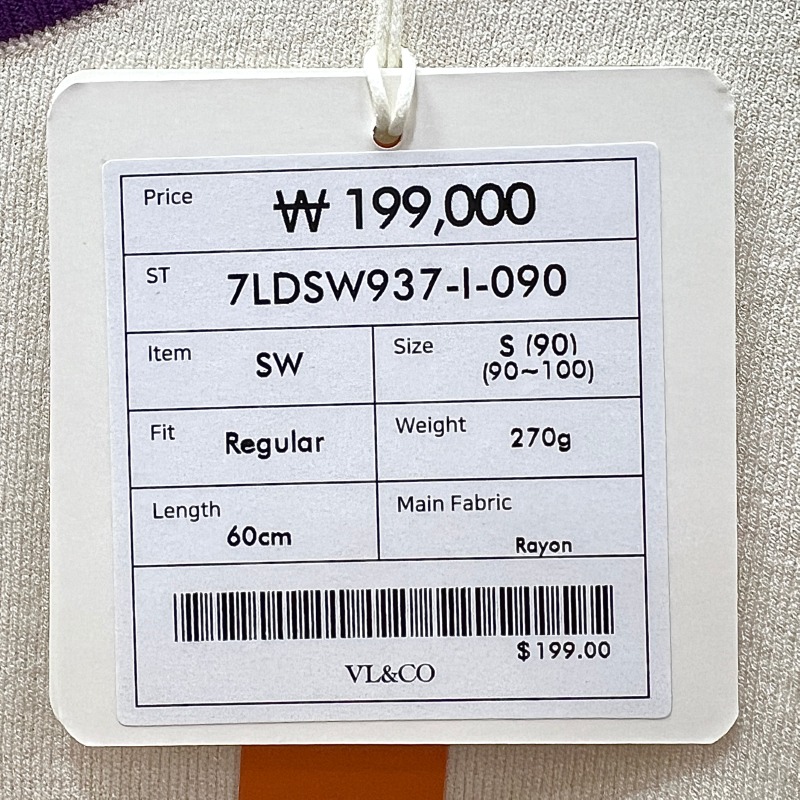 Price ₩ 199,000
ST 7LDSW937-I-090
Item SW Size S (90)
(90~100)
Fit Regular Weight 270g
Length 60cm Main Fabric Rayon
$199.00
VL&CO